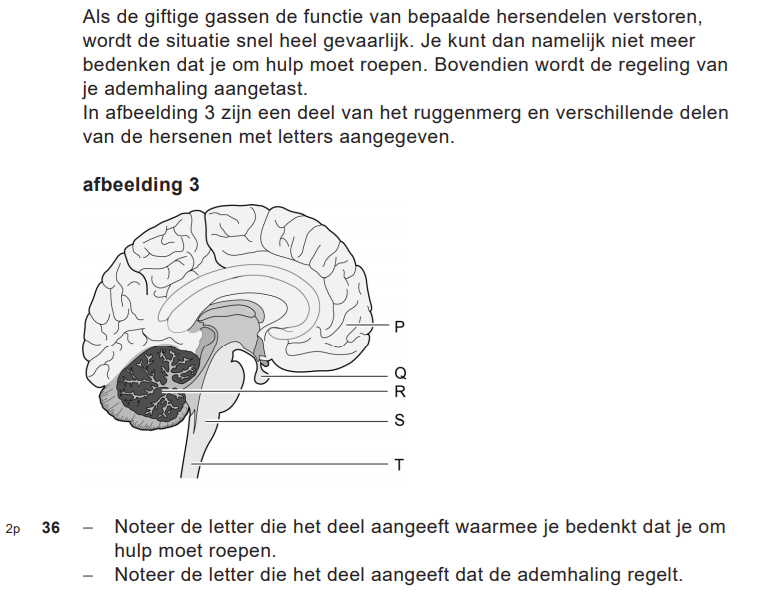 Als de giftige gassen de functie van bepaalde hersendelen verstoren,
wordt de situatie snel heel gevaarlijk. Je kunt dan namelijk niet meer
bedenken dat je om hulp moet roepen. Bovendien wordt de regeling van
je ademhaling aangetast.
In afbeelding 3 zijn een deel van het ruggenmerg en verschillende delen
van de hersenen met letters aangegeven.
afbeelding 3
P
Q
R
S
T
2p 36 – Noteer de letter die het deel aangeeft waarmee je bedenkt dat je om
hulp moet roepen.
– Noteer de letter die het deel aangeeft dat de ademhaling regelt.